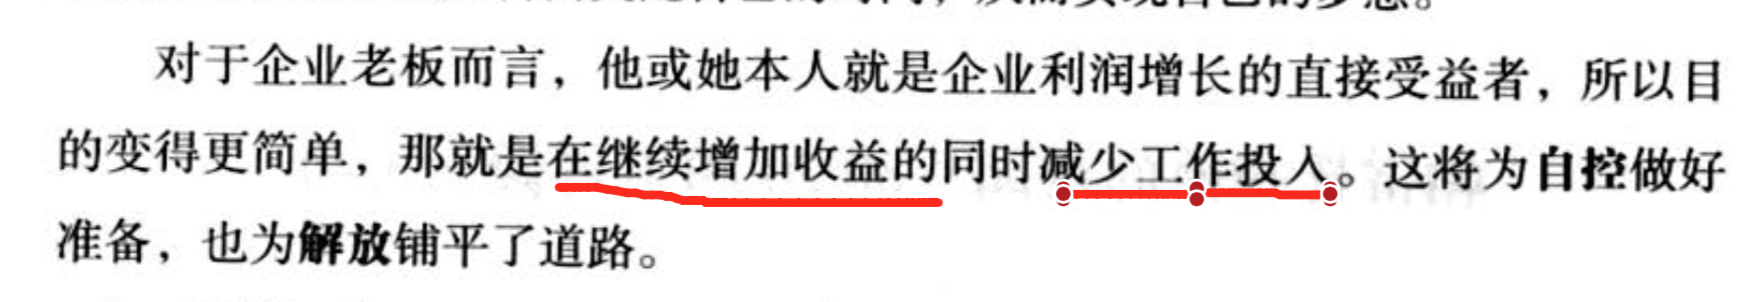 对于企业老板而言，他或她本人就是企业利润增长的直接受益者，所以目
的变得更简单，那就是在继续增加收益的同时减少工作投入。这将为自控做好
准备，也为解放铺平了道路。